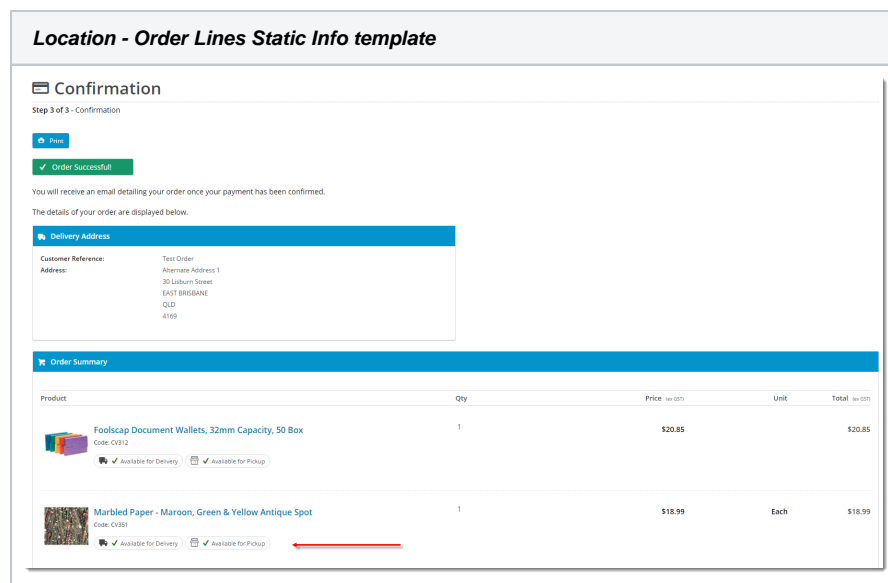 Location - Order Lines Static Info template
Confirmation
Step 3 of 3 - Confirmation
Print
Order Successful!
You will receive an email detailing your order once your payment has been confirmed.
The details of your order are displayed below.
Delivery Address
Customer Reference: Test Order
Address: Alternate Address 1
30 Lisburn Street
EAST BRISBANE
QLD
4169
Order Summary
Product Qty Price (ex GST) Unit Total (ex GST)
Foolscap Document Wallets, 32mm Capacity, 50 Box 1 $20.85 $20.85
Code: CV312
Available for Delivery Available for Pickup
Marbled Paper - Maroon, Green & Yellow Antique Spot 1 $18.99 Each $18.99
Code: CV351
Available for Delivery Available for Pickup